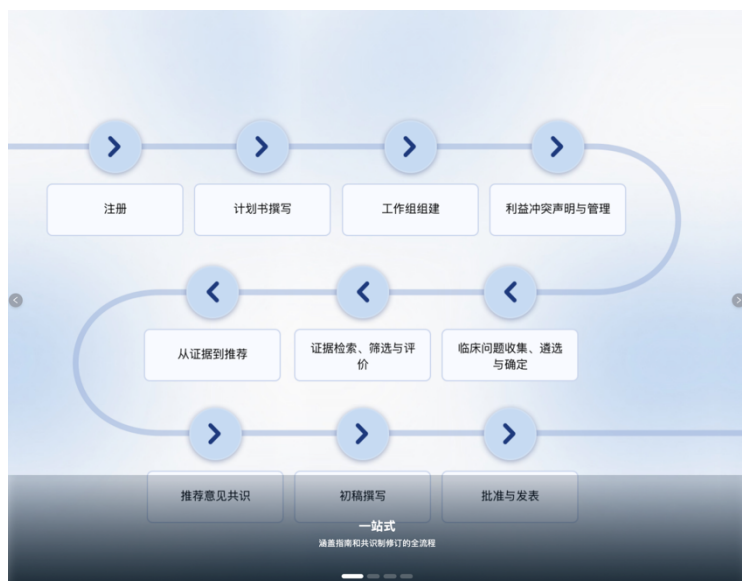 注册
计划书撰写
工作组组建
利益冲突声明与管理
临床问题收集、遴选
与确定
证据检索、筛选与评
价
从证据到推荐
推荐意见共识
初稿撰写
批准与发表
一站式
涵盖指南和共识制修订的全流程